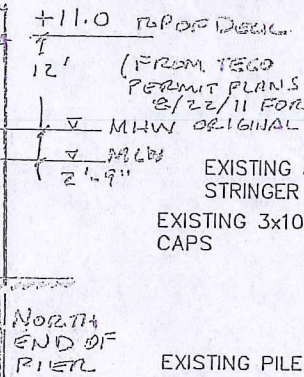 +11.0 TOP OF DECK
12'
(FROM TECO
PERMIT PLANS
8/22/11 FOR
MHW ORIGINAL
MLW
2'-9"
EXISTING
STRINGER
EXISTING 3x10
CAPS
NORTH
END OF
PIER
EXISTING PILE